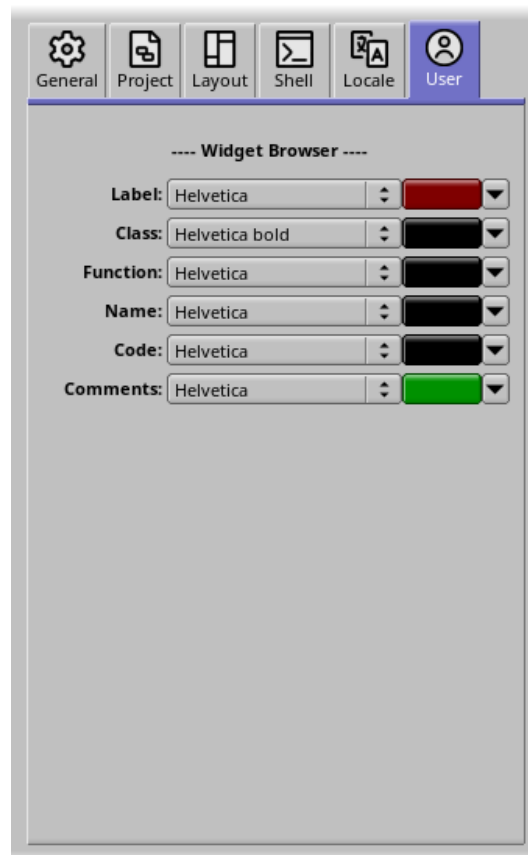 General Project Layout Shell Locale User
---- Widget Browser ----
Label: Helvetica
Class: Helvetica bold
Function: Helvetica
Name: Helvetica
Code: Helvetica
Comments: Helvetica